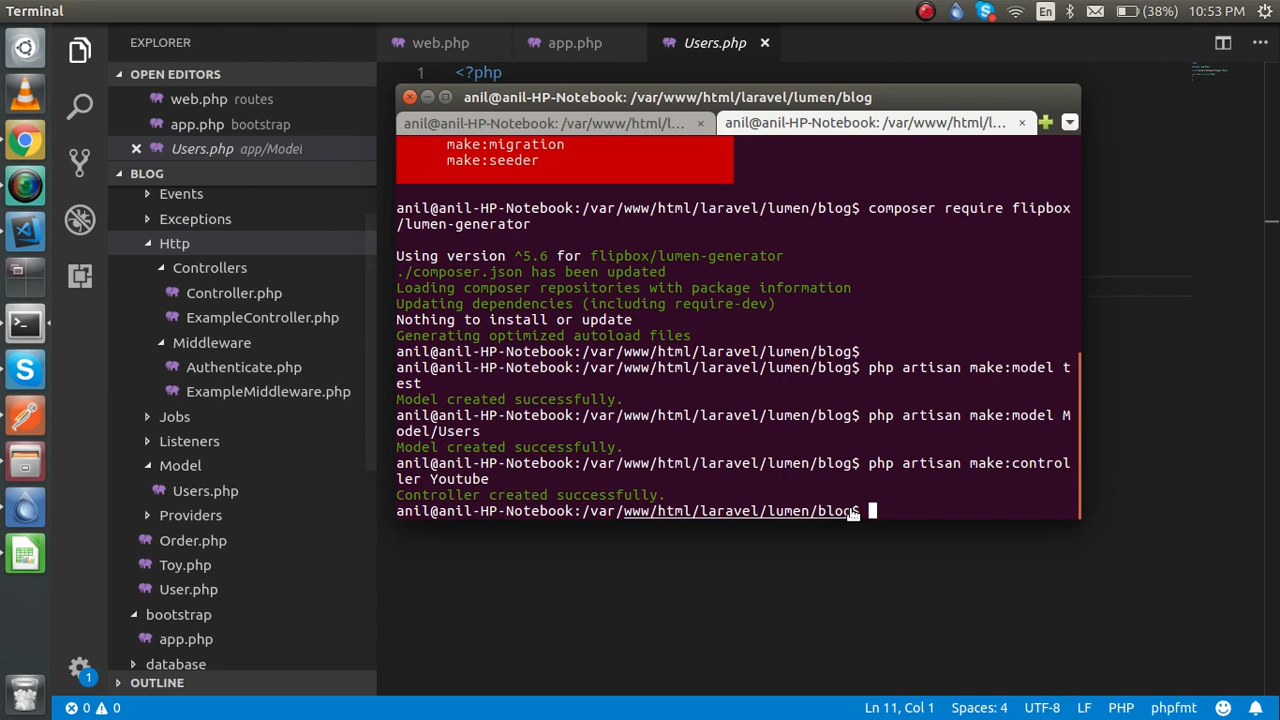 Terminal
En
(38%)
10:53 PM
EXPLORER
web.php
app.php
Users.php
OPEN EDITORS
web.php routes
app.php bootstrap
Users.php app/Model
BLOG
Events
Exceptions
Http
Controllers
Controller.php
ExampleController.php
Middleware
Authenticate.php
ExampleMiddleware.php
Jobs
Listeners
Model
Users.php
Providers
Order.php
Toy.php
User.php
bootstrap
app.php
database
OUTLINE
1 <?php
anil@anil-HP-Notebook: /var/www/html/laravel/lumen/blog
anil@anil-HP-Notebook: /var/www/html/l...
anil@anil-HP-Notebook: /var/www/html/l...
make:migration
make:seeder
anil@anil-HP-Notebook:/var/www/html/laravel/lumen/blog$ composer require flipbox
/lumen-generator
Using version ^5.6 for flipbox/lumen-generator
./composer.json has been updated
Loading composer repositories with package information
Updating dependencies (including require-dev)
Nothing to install or update
Generating optimized autoload files
anil@anil-HP-Notebook:/var/www/html/laravel/lumen/blog$
anil@anil-HP-Notebook:/var/www/html/laravel/lumen/blog$ php artisan make:model t
est
Model created successfully.
anil@anil-HP-Notebook:/var/www/html/laravel/lumen/blog$ php artisan make:model M
odel/Users
Model created successfully.
anil@anil-HP-Notebook:/var/www/html/laravel/lumen/blog$ php artisan make:control
ler Youtube
Controller created successfully.
anil@anil-HP-Notebook:/var/www/html/laravel/lumen/blog$
1
0 0
Ln 11, Col 1
Spaces: 4
UTF-8
LF
PHP
phpfmt